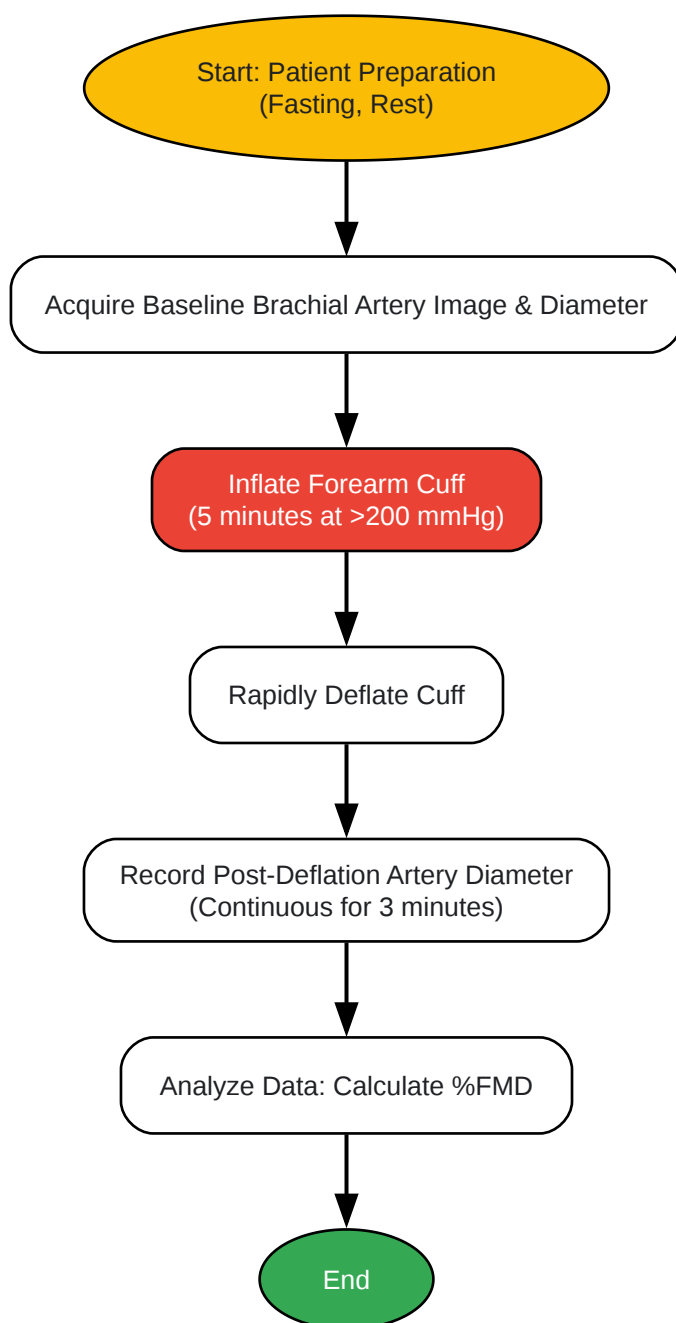 Start: Patient Preparation
(Fasting, Rest)
Acquire Baseline Brachial Artery Image & Diameter
Inflate Forearm Cuff
(5 minutes at >200 mmHg)
Rapidly Deflate Cuff
Record Post-Deflation Artery Diameter
(Continuous for 3 minutes)
Analyze Data: Calculate %FMD
End